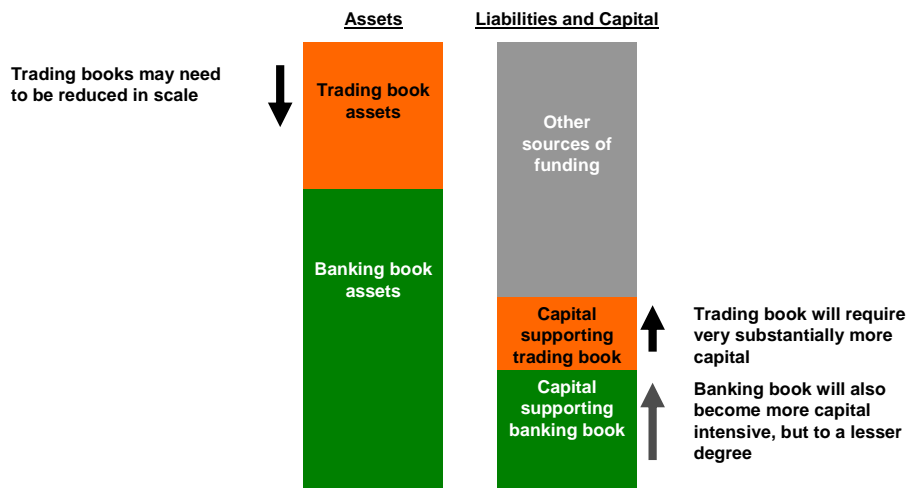 Assets
Liabilities and Capital
Trading books may need
to be reduced in scale
Trading book
assets
Other
sources of
funding
Banking book
assets
Capital
supporting
trading book
Trading book will require
very substantially more
capital
Capital
supporting
banking book
Banking book will also
become more capital
intensive, but to a lesser
degree